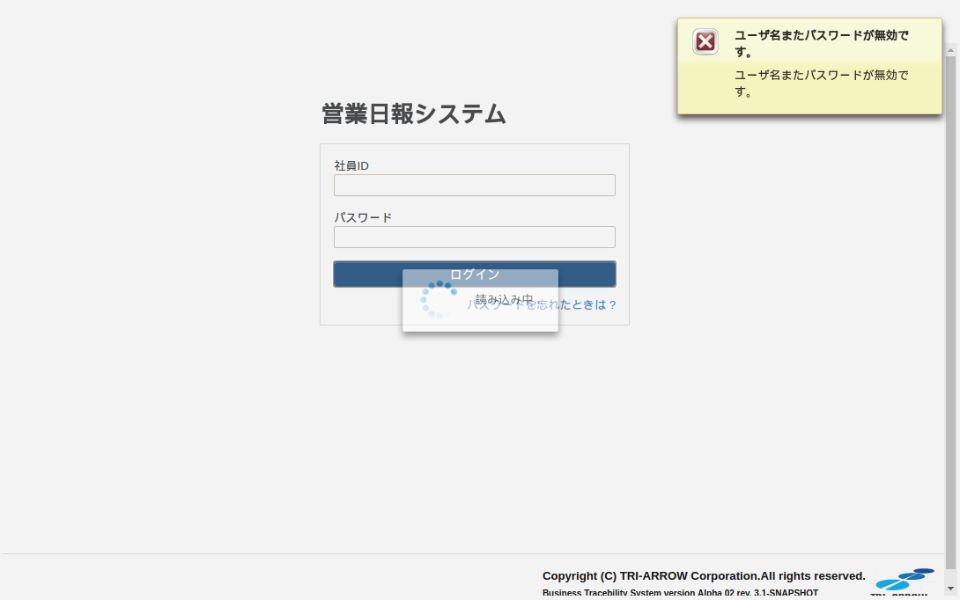 ユーザ名またパスワードが無効で
す。
ユーザ名またパスワードが無効で
す。
営業日報システム
社員ID
パスワード
ログイン
読み込み中...
パスワードを忘れたときは？
Copyright (C) TRI-ARROW Corporation.All rights reserved.
Business Tracebility System version Alpha 02 rev. 3.1-SNAPSHOT
TRI-ARROW